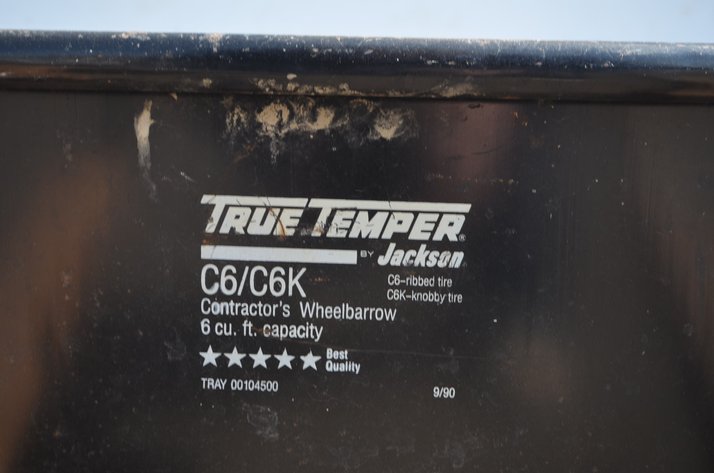 TRUE TEMPER®
BY Jackson
C6/C6K
C6-ribbed tire
C6K-knobby tire
Contractor's Wheelbarrow
6 cu. ft. capacity
Best
Quality
TRAY 00104500
9/90